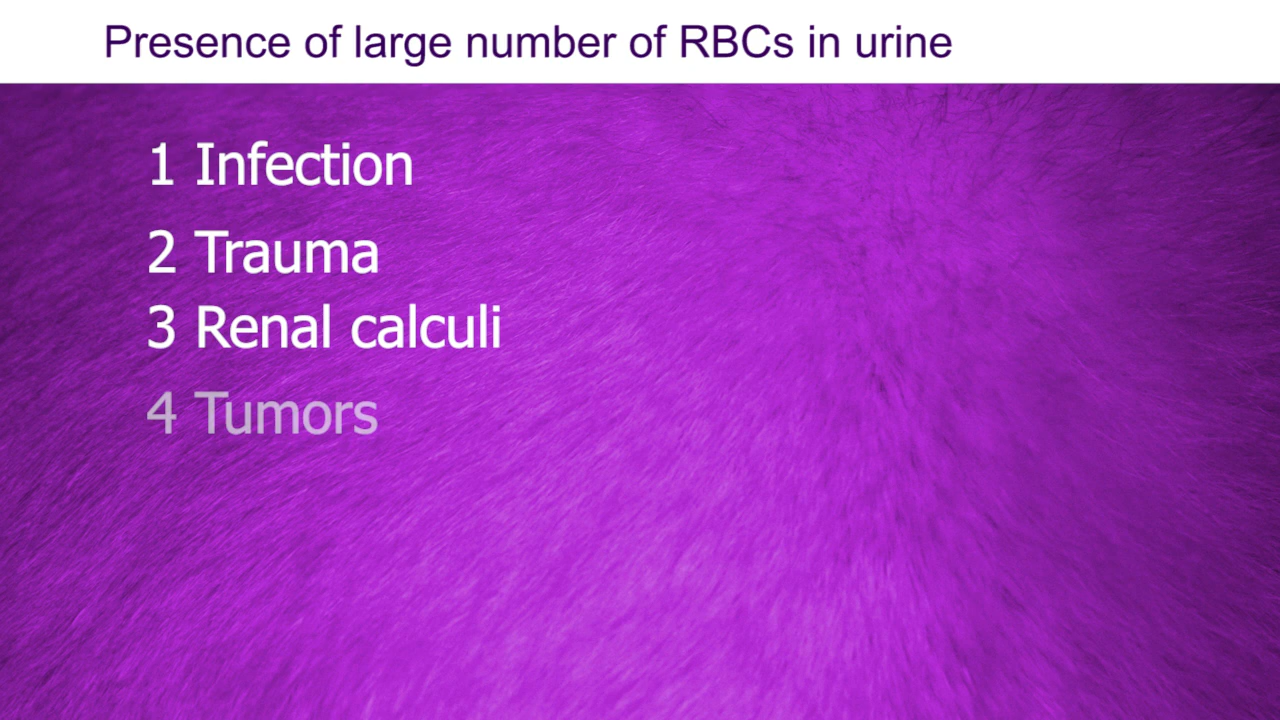 Presence of large number of RBCs in urine
1 Infection
2 Trauma
3 Renal calculi
4 Tumors